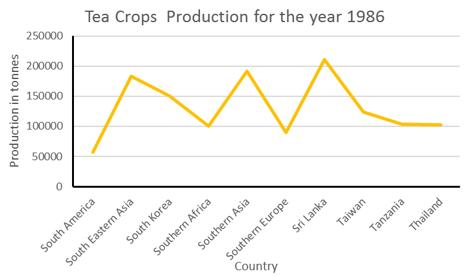 Tea Crops Production for the year 1986
Production in tonnes
250000
200000
150000
100000
50000
0
South America
South Eastern Asia
South Korea
Southern Africa
Southern Asia
Southern Europe
Sri Lanka
Taiwan
Tanzania
Thailand
Country